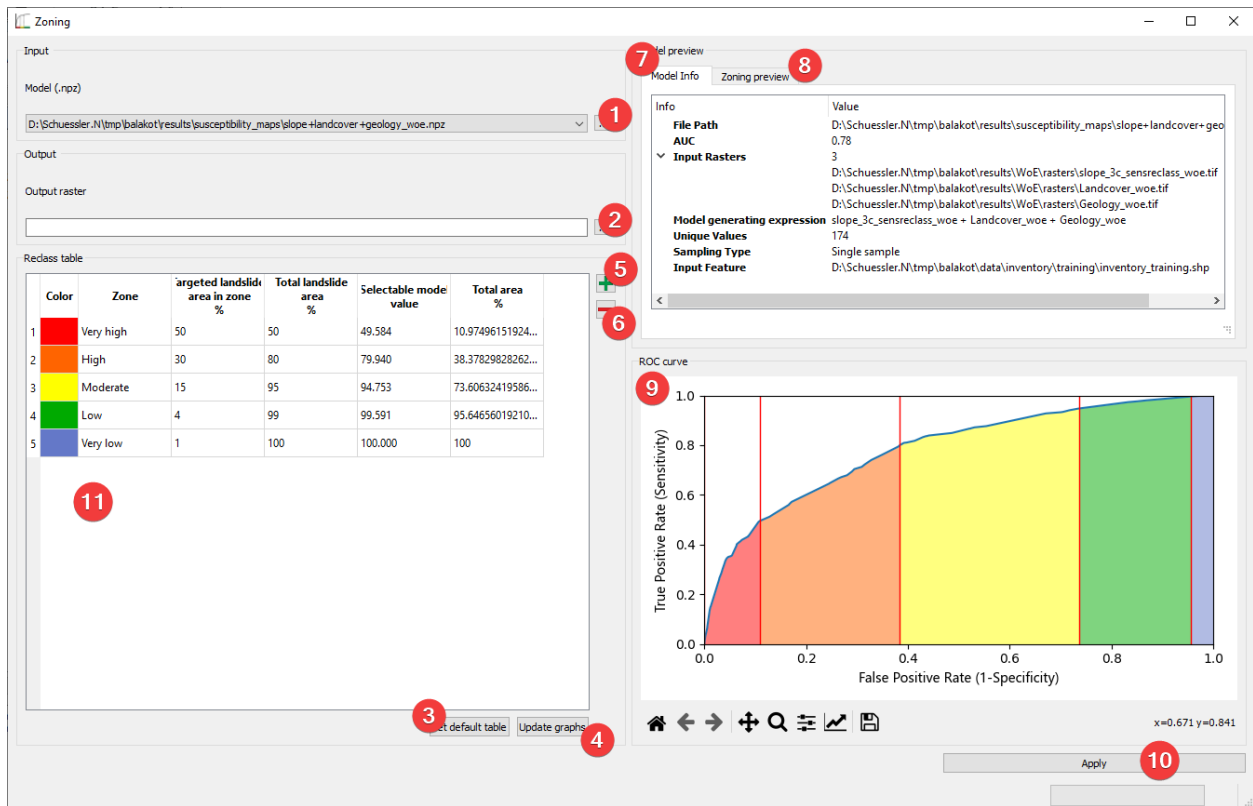 Zoning
Input
Model (.npz)
D:\Schuessler.N\tmp\balakot\results\susceptibility_maps\slope+landcover+geology_woe.npz
1
Output
Output raster
2
Reclass table
5
6
Color Zone Targeted landslide area in zone % Total landslide area % Selectable model value Total area %
1 Very high 50 50 49.584 10.97496151924...
2 High 30 80 79.940 38.37829828262...
3 Moderate 15 95 94.753 73.60632419586...
4 Low 4 99 99.591 95.64656019210...
5 Very low 1 100 100.000 100
11
3
default table
Update graphs
4
preview
7
8
Model Info Zoning preview
Info Value
File Path D:\Schuessler.N\tmp\balakot\results\susceptibility_maps\slope+landcover+geo
AUC 0.78
Input Rasters 3
D:\Schuessler.N\tmp\balakot\results\WoE\rasters\slope_3c_sensreclass_woe.tif
D:\Schuessler.N\tmp\balakot\results\WoE\rasters\Landcover_woe.tif
D:\Schuessler.N\tmp\balakot\results\WoE\rasters\Geology_woe.tif
Model generating expression slope_3c_sensreclass_woe + Landcover_woe + Geology_woe
Unique Values 174
Sampling Type Single sample
Input Feature D:\Schuessler.N\tmp\balakot\data\inventory\training\inventory_training.shp
ROC curve
9
True Positive Rate (Sensitivity)
1.0
0.8
0.6
0.4
0.2
0.0
0.0 0.2 0.4 0.6 0.8 1.0
False Positive Rate (1-Specificity)
x=0.671 y=0.841
Apply
10